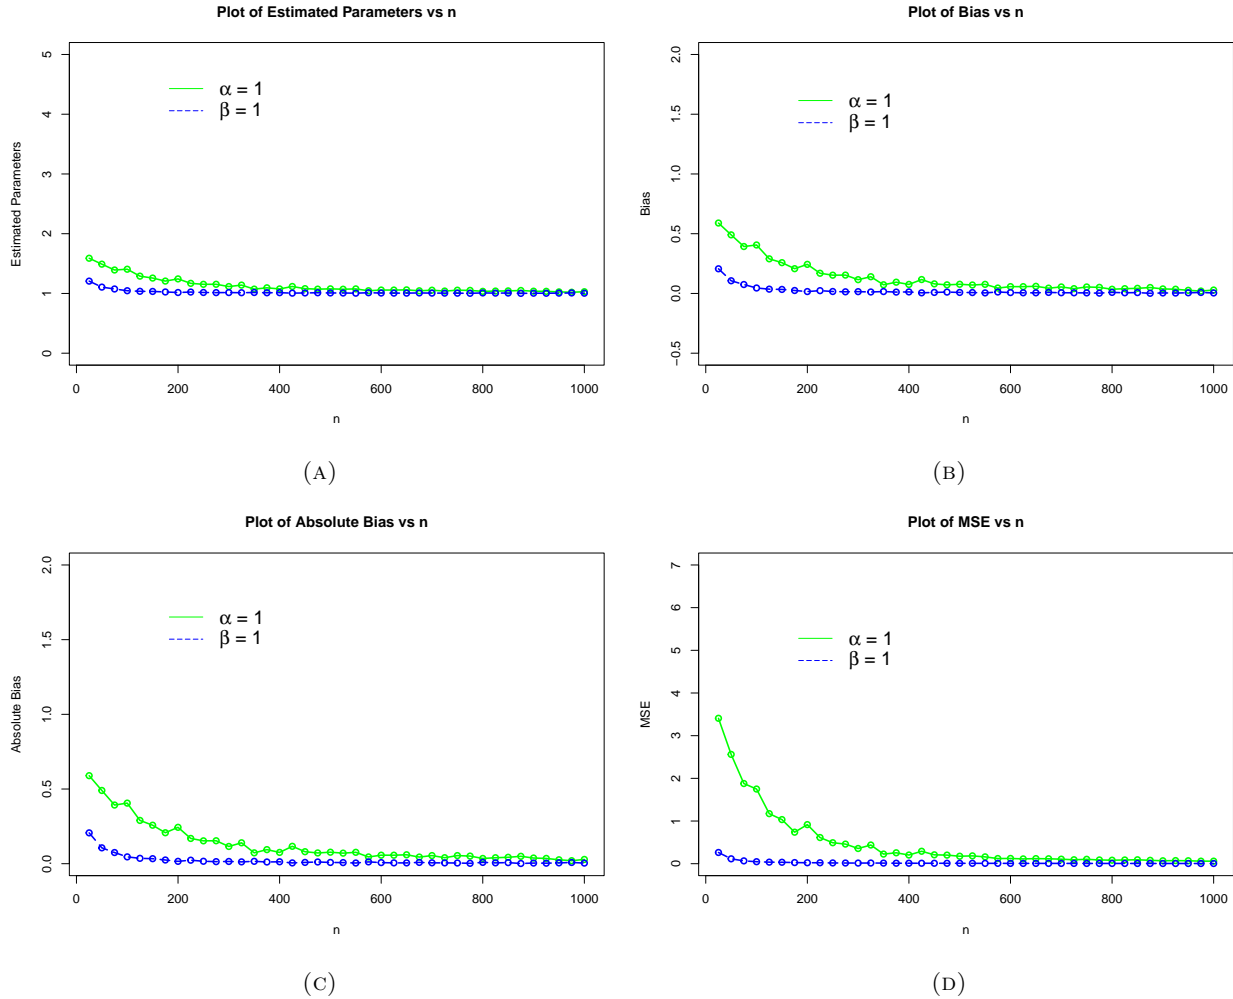 Plot of Estimated Parameters vs n
5
4
3
2
1
0
Estimated Parameters
α = 1
β = 1
0 200 400 600 800 1000
n
(A)
Plot of Bias vs n
2.0
1.5
1.0
0.5
0.0
−0.5
Bias
α = 1
β = 1
0 200 400 600 800 1000
n
(B)
Plot of Absolute Bias vs n
2.0
1.5
1.0
0.5
0.0
Absolute Bias
α = 1
β = 1
0 200 400 600 800 1000
n
(C)
Plot of MSE vs n
7
6
5
4
3
2
1
0
MSE
α = 1
β = 1
0 200 400 600 800 1000
n
(D)